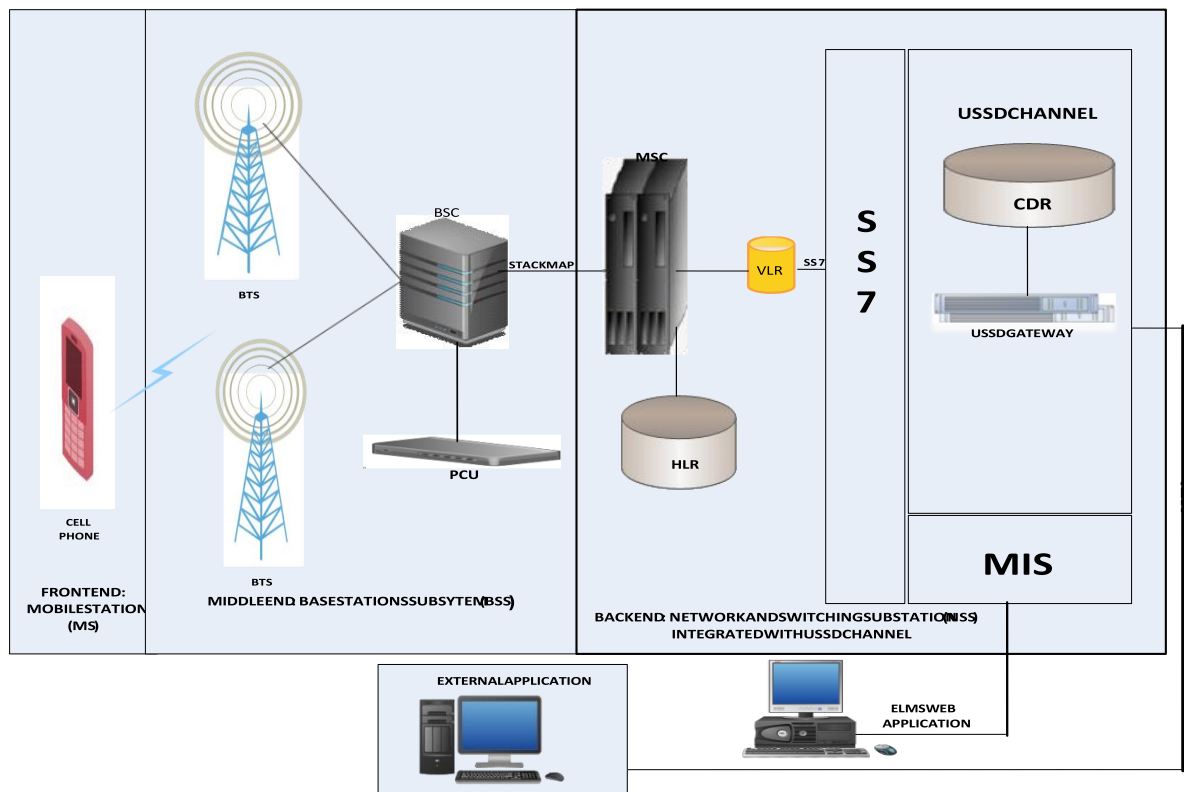 USSDCHANNEL
CDR
USSDGATEWAY
MSC
BSC
STACKMAP
VLR
SS7
S
S
7
BTS
BTS
PCU
HLR
CELL
PHONE
MIS
FRONTEND:
MOBILESTATION
(MS)
MIDDLEEND: BASESTATIONSSUBSYTEM(BSS)
BACKEND: NETWORKANDSWITCHINGSUBSTATION(NSS)
INTEGRATEDWITHUSSDCHANNEL
EXTERNALAPPLICATION
ELMSWEB
APPLICATION